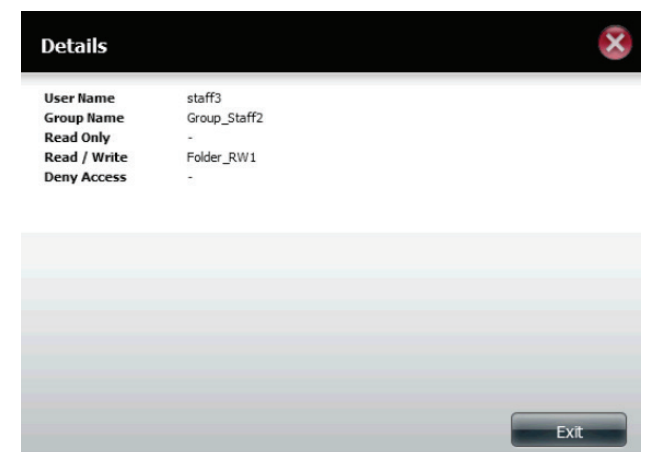 Details
User Name staff3
Group Name Group_Staff2
Read Only -
Read / Write Folder_RW1
Deny Access -
Exit